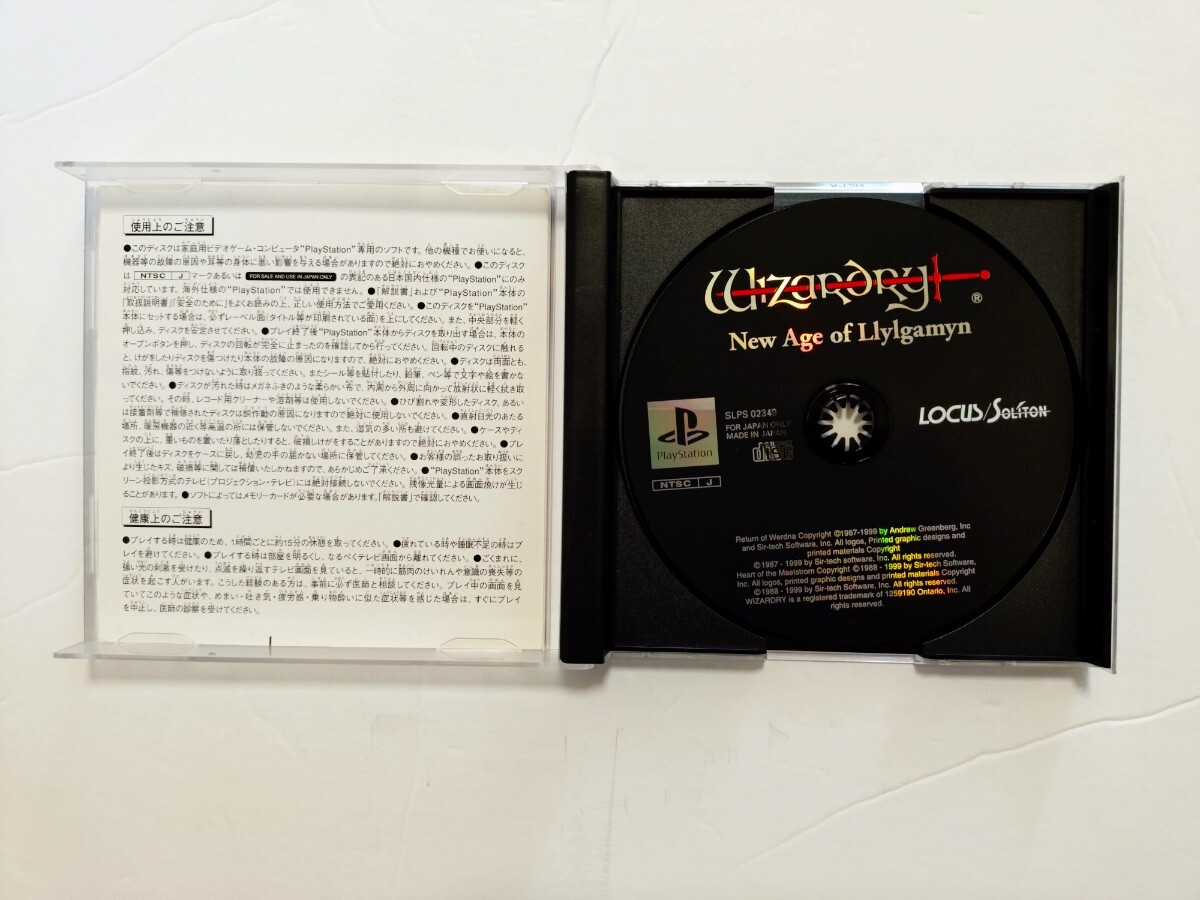 使用上のご注意
●このディスクは家庭用ビデオゲーム・コンピュータ"PlayStation"専用のソフトです。他の機種でお使いになると、
機器等の故障の原因や耳等の身体に悪い影響を与える場合がありますので絶対におやめください。●このディスク
は NTSC J マークあるいは FOR SALE AND USE IN JAPAN ONLY の表記のある日本国内仕様の"PlayStation"にのみ
対応しています。海外仕様の"PlayStation"では使用できません。●「解説書」および"PlayStation"本体の
「取扱説明書」「安全のために」をよくお読みの上、正しい使用方法でご愛用ください。●このディスクを"PlayStation"
本体にセットする場合は、必ずレーベル面(タイトル等が印刷されている面)を上にしてください。また、中央部分を軽く
押し込み、ディスクを安定させてください。●プレイ終了後"PlayStation"本体からディスクを取り出す場合は、本体の
オープンボタンを押し、ディスクの回転が完全に止まったのを確認してから行ってください。回転中のディスクに触れる
と、けがをしたりディスクを傷つけたり本体の故障の原因になりますので、絶対におやめください。●ディスクは両面とも、
指紋、汚れ、傷等をつけないように取り扱ってください。またシール等を貼付したり、鉛筆、ペン等で文字や絵を書かな
いでください。●ディスクが汚れた時はメガネふきのような柔らかい布で、内周から外周に向かって放射状に軽く拭き取
ってください。その時、レコード用クリーナーや溶剤等は使用しないでください。●ひび割れや変形したディスク、あるい
は接着剤等で補修されたディスクは誤作動の原因になりますので絶対に使用しないでください。●直射日光のあたる
場所、暖房機器の近く等高温の所には保管しないでください。また、湿気の多い所も避けてください。●ケースやディ
スクの上に、重いものを置いたり落としたりすると、破損しけがをすることがありますので絶対におやめください。●プレ
イ終了後はディスクをケースに戻し、幼児の手の届かない場所に保管してください。●お客様の誤ったお取り扱いに
より生じたキズ、破損等に関しては補償いたしかねますので、あらかじめご了承ください。●"PlayStation"本体をスク
リーン投影方式のテレビ(プロジェクション・テレビ)には絶対接続しないでください。残像光量による画面焼けが生じ
ることがあります。●ソフトによってはメモリーカードが必要な場合があります。「解説書」で確認してください。
健康上のご注意
●プレイする時は健康のため、1時間ごとに約15分の休憩を取ってください。●疲れている時や睡眠不足の時はプ
レイを避けてください。●プレイする時は部屋を明るくし、なるべくテレビ画面から離れてください。●ごくまれに、
強い光の刺激を受けたり、点滅を繰り返すテレビ画面を見ていると、一時的に筋肉のけいれんや意識の喪失等の
症状を起こす人がいます。こうした経験のある方は、事前に必ず医師と相談してください。プレイ中の画面を見
ていてこのような症状や、めまい・吐き気・疲労感・乗り物酔いに似た症状等を感じた場合は、すぐにプレイ
を中止し、医師の診察を受けてください。
Wizardry ®
New Age of Llylgamyn
PlayStation
SLPS 02349
FOR JAPAN ONLY
MADE IN JAPAN
disc
NTSC J
LOCUS/SOLITON
Return of Werdna Copyright ©1987-1999 by Andrew Greenberg, Inc
and Sir-tech Software, Inc. All logos, Printed graphic designs and
printed materials Copyright
©1987 - 1999 by Sir-tech Software, Inc. All rights reserved.
Heart of the Maelstrom Copyright ©1988 - 1999 by Sir-tech Software,
Inc. All logos, printed graphic designs and printed materials Copyright
©1988 - 1999 by Sir-tech Software, Inc. All rights reserved.
WIZARDRY is a registered trademark of 1259190 Ontario, Inc. All
rights reserved.